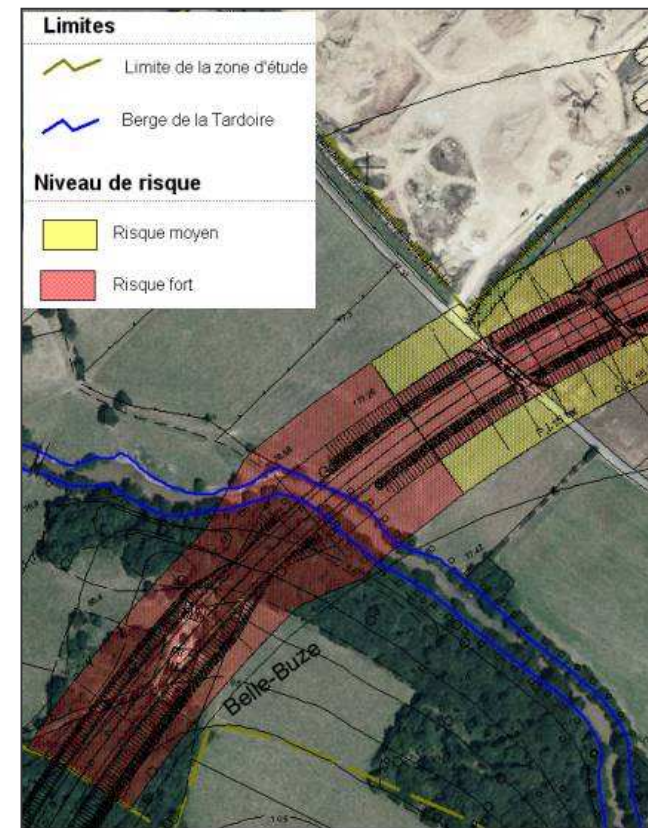 Limites
Limite de la zone d'étude
Berge de la Tardoire
Niveau de risque
Risque moyen
Risque fort
Belle-Buze